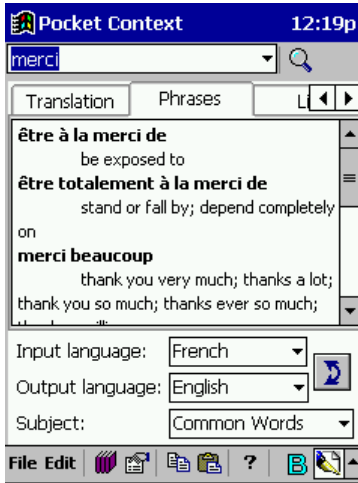 Pocket Context 12:19p
merci
Translation Phrases Li
être à la merci de
be exposed to
être totalement à la merci de
stand or fall by; depend completely
on
merci beaucoup
thank you very much; thanks a lot;
thank you so much; thanks ever so much;
Input language: French
Output language: English
Subject: Common Words
File Edit ? B